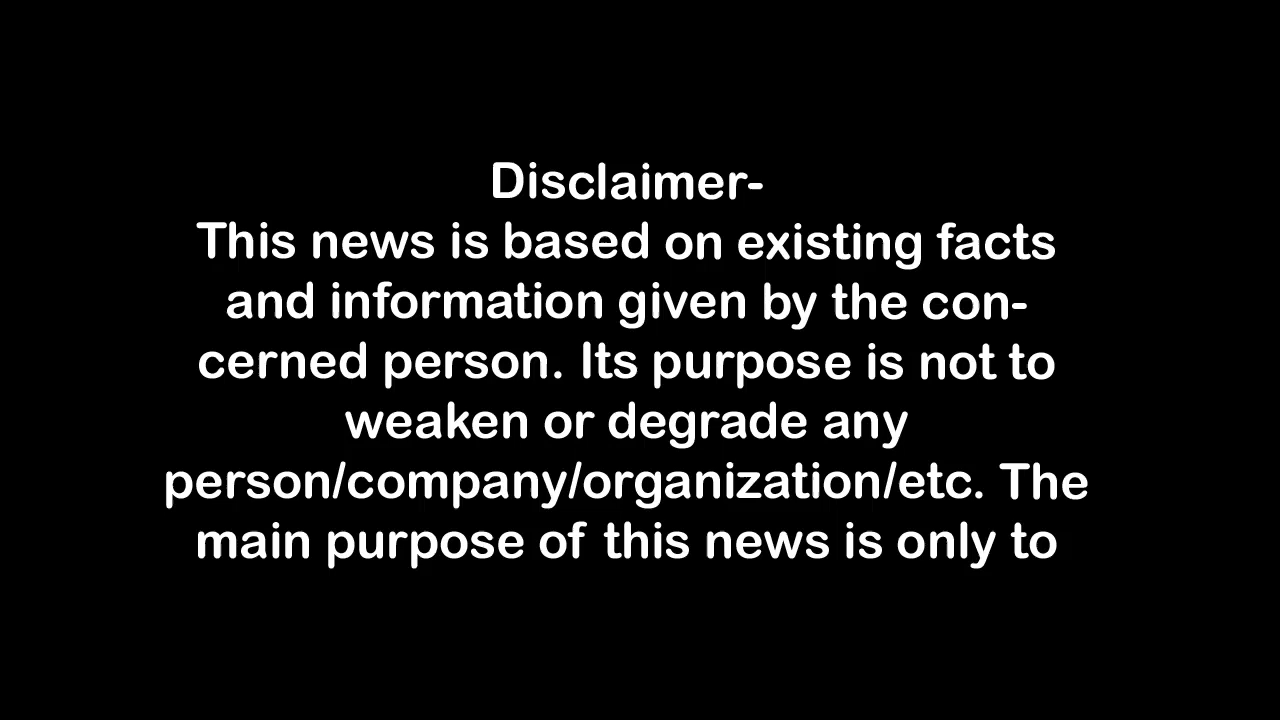 Disclaimer-
This news is based on existing facts
and information given by the con-
cerned person. Its purpose is not to
weaken or degrade any
person/company/organization/etc. The
main purpose of this news is only to